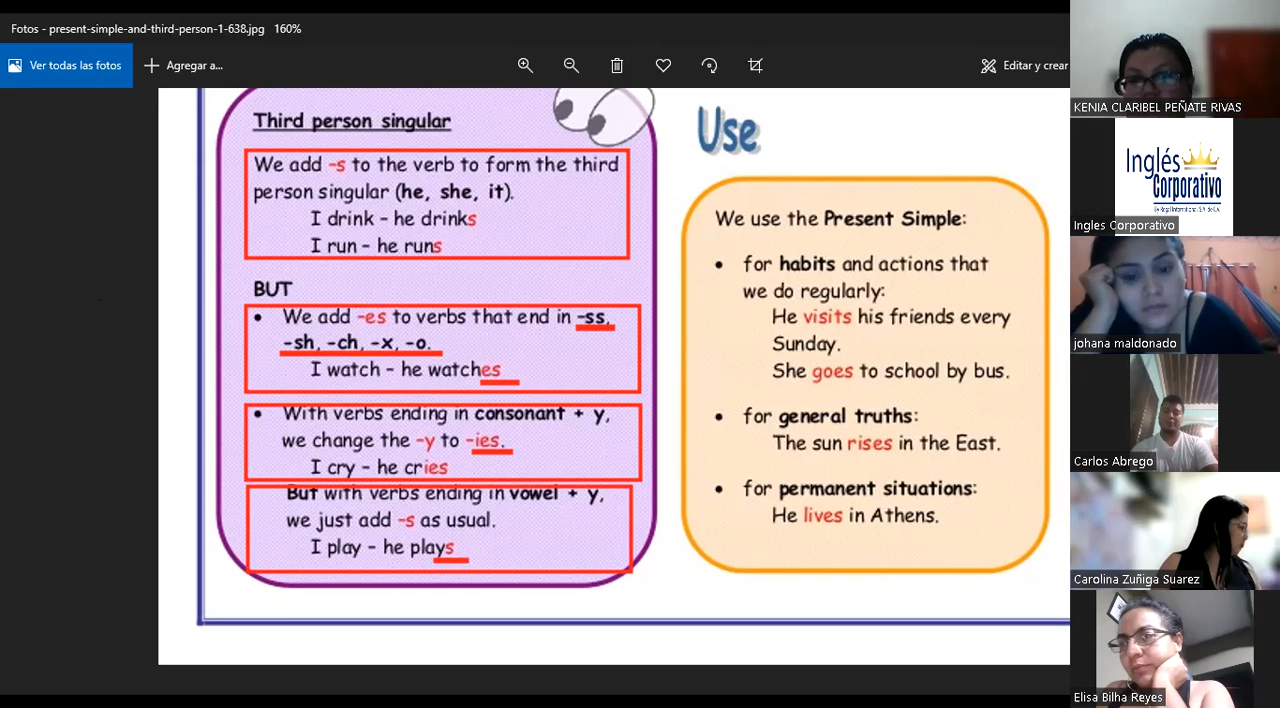 Fotos - present-simple-and-third-person-1-638.jpg 160%
Ver todas las fotos
Agregar a...
Editar y crear
Third person singular
We add -s to the verb to form the third
person singular (he, she, it).
I drink - he drinks
I run - he runs
BUT
• We add -es to verbs that end in -ss,
-sh, -ch, -x, -o.
I watch - he watches
• With verbs ending in consonant + y,
we change the -y to -ies.
I cry - he cries
But with verbs ending in vowel + y,
we just add -s as usual.
I play - he plays
Use
We use the Present Simple:
• for habits and actions that
we do regularly:
He visits his friends every
Sunday.
She goes to school by bus.
• for general truths:
The sun rises in the East.
• for permanent situations:
He lives in Athens.
KENIA CLARIBEL PEÑATE RIVAS
Inglés
Corporativo
By Regal International, S.A. de C.V.
Ingles Corporativo
johana maldonado
Carlos Abrego
Carolina Zuñiga Suarez
Elisa Bilha Reyes